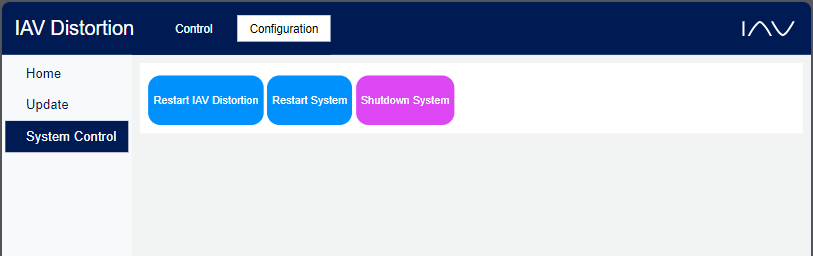 IAV Distortion Control Configuration IAV
Home
Update
System Control
Restart IAV Distortion Restart System Shutdown System